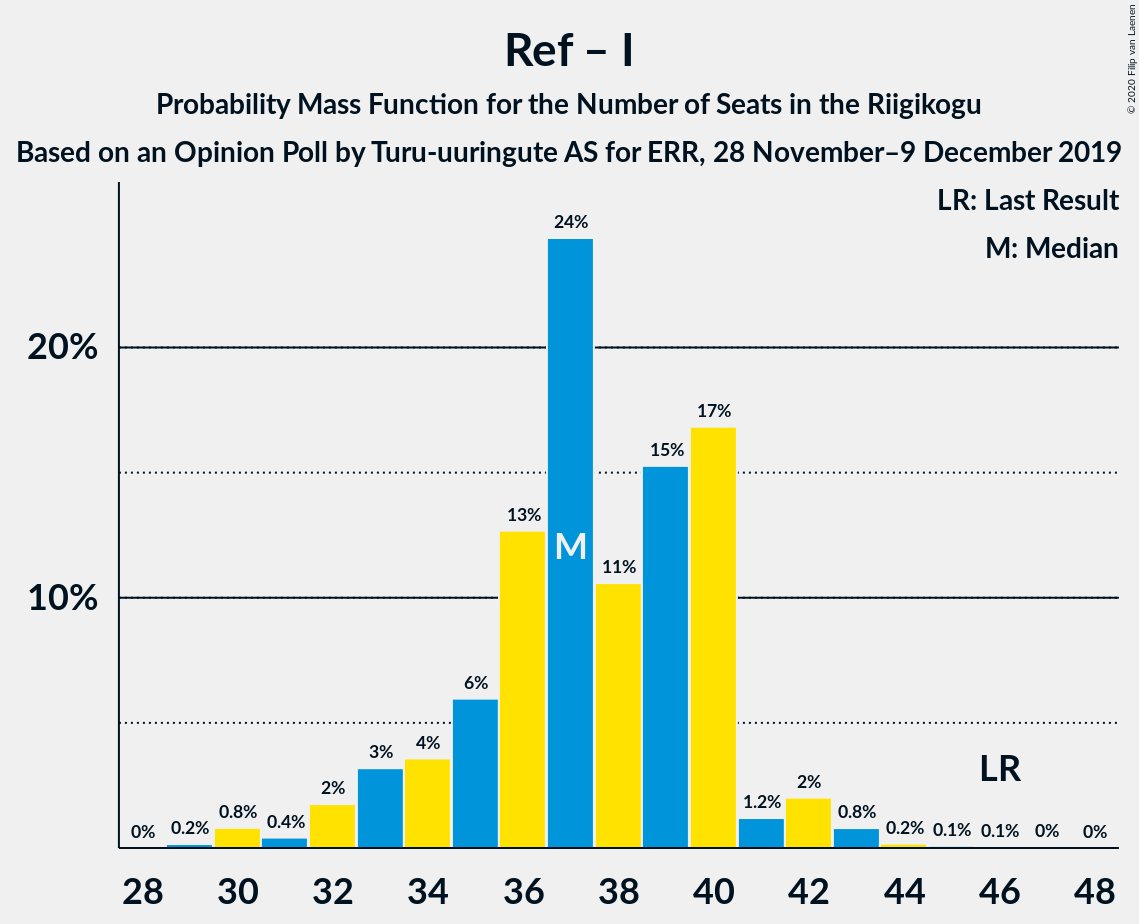 Ref – I
Probability Mass Function for the Number of Seats in the Riigikogu
Based on an Opinion Poll by Turu-uuringute AS for ERR, 28 November–9 December 2019
© 2020 Filip van Laenen
LR: Last Result
M: Median
20%
10%
0%
0.2%
0.8%
0.4%
2%
3%
4%
6%
13%
24%
M
11%
15%
17%
1.2%
2%
0.8%
0.2%
0.1%
LR
0.1%
0%
0%
28 30 32 34 36 38 40 42 44 46 48